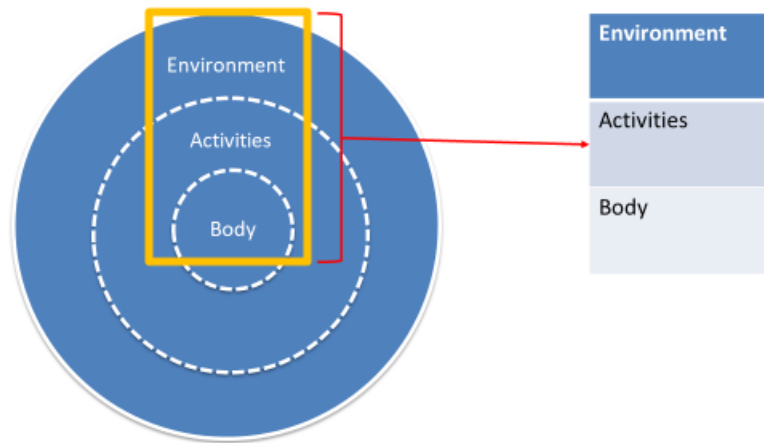 Environment
Activities
Body
Environment
Activities
Body